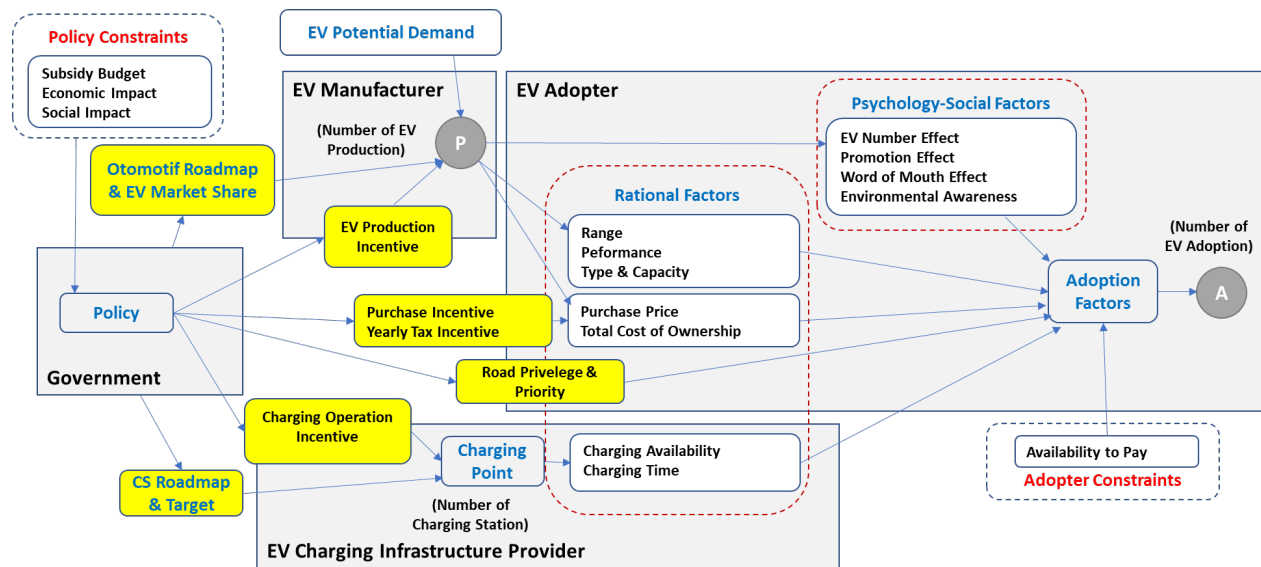 Policy Constraints
Subsidy Budget
Economic Impact
Social Impact
EV Potential Demand
EV Manufacturer
(Number of EV
Production)
P
EV Adopter
Psychology-Social Factors
EV Number Effect
Promotion Effect
Word of Mouth Effect
Environmental Awareness
Otomotif Roadmap
& EV Market Share
EV Production
Incentive
Rational Factors
Range
Peformance
Type & Capacity
(Number of
EV Adoption)
Adoption
Factors
A
Policy
Government
Purchase Incentive
Yearly Tax Incentive
Purchase Price
Total Cost of Ownership
Road Privelege &
Priority
Charging Operation
Incentive
Charging
Point
(Number of
Charging Station)
Charging Availability
Charging Time
CS Roadmap
& Target
EV Charging Infrastructure Provider
Availability to Pay
Adopter Constraints